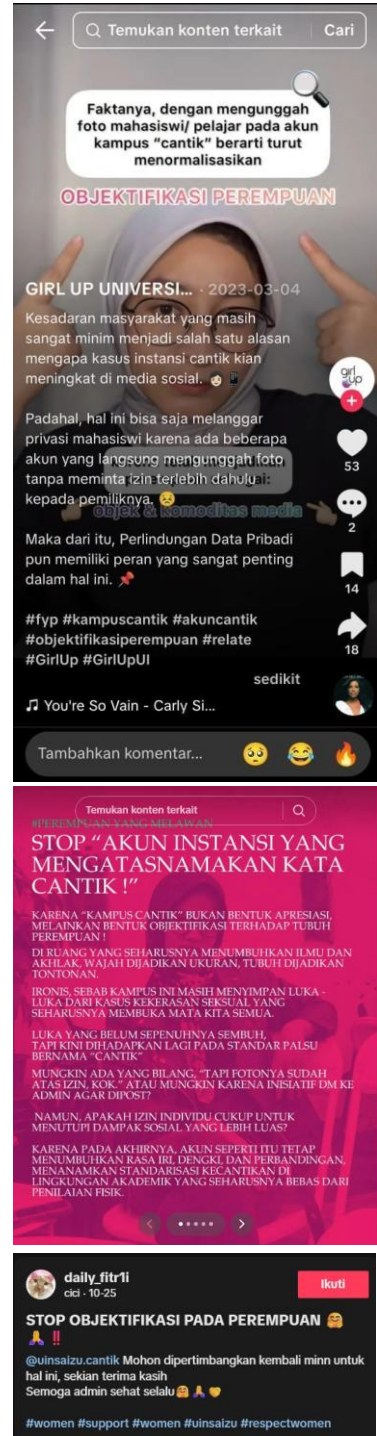 Temukan konten terkait
Cari
Faktanya, dengan mengunggah
foto mahasiswi/ pelajar pada akun
kampus "cantik" berarti turut
menormalisasikan
OBJEKTIFIKASI PEREMPUAN
GIRL UP UNIVERSI... · 2023-03-04
Kesadaran masyarakat yang masih
sangat minim menjadi salah satu alasan
mengapa kasus instansi cantik kian
meningkat di media sosial. 👩🏻 📱
Padahal, hal ini bisa saja melanggar
privasi mahasiswi karena ada beberapa
akun yang langsung mengunggah foto
tanpa meminta izin terlebih dahulu
kepada pemiliknya. 😣
objek & komoditas media
Maka dari itu, Perlindungan Data Pribadi
pun memiliki peran yang sangat penting
dalam hal ini. 📌
#fyp #kampuscantik #akuncantik
#objektifikasiperempuan #relate
#GirlUp #GirlUpUI
sedikit
♫ You're So Vain - Carly Si...
girl
up
53
2
14
18
Tambahkan komentar...
🥺 😂 🔥
Temukan konten terkait
#PEREMPUAN YANG MELAWAN
STOP "AKUN INSTANSI YANG
MENGATASNAMAKAN KATA
CANTIK !"
KARENA "KAMPUS CANTIK" BUKAN BENTUK APRESIASI,
MELAINKAN BENTUK OBJEKTIFIKASI TERHADAP TUBUH
PEREMPUAN !
DI RUANG YANG SEHARUSNYA MENUMBUHKAN ILMU DAN
AKHLAK, WAJAH DIJADIKAN UKURAN, TUBUH DIJADIKAN
TONTONAN.
IRONIS, SEBAB KAMPUS INI MASIH MENYIMPAN LUKA -
LUKA DARI KASUS KEKERASAN SEKSUAL YANG
SEHARUSNYA MEMBUKA MATA KITA SEMUA.
LUKA YANG BELUM SEPENUHNYA SEMBUH,
TAPI KINI DIHADAPKAN LAGI PADA STANDAR PALSU
BERNAMA "CANTIK"
MUNGKIN ADA YANG BILANG, "TAPI FOTONYA SUDAH
ATAS IZIN, KOK." ATAU MUNGKIN KARENA INISIATIF DM KE
ADMIN AGAR DIPOST?
NAMUN, APAKAH IZIN INDIVIDU CUKUP UNTUK
MENUTUPI DAMPAK SOSIAL YANG LEBIH LUAS?
KARENA PADA AKHIRNYA, AKUN SEPERTI ITU TETAP
MENUMBUHKAN RASA IRI, DENGKI, DAN PERBANDINGAN,
MENANAMKAN STANDARISASI KECANTIKAN DI
LINGKUNGAN AKADEMIK YANG SEHARUSNYA BEBAS DARI
PENILAIAN FISIK.
daily_fitr1i
cici · 10-25
Ikuti
STOP OBJEKTIFIKASI PADA PEREMPUAN 🤗
🙏 ‼️
@uinsaizu.cantik Mohon dipertimbangkan kembali minn untuk
hal ini, sekian terima kasih
Semoga admin sehat selalu🤗 🙏 🤝
#women #support #women #uinsaizu #respectwomen